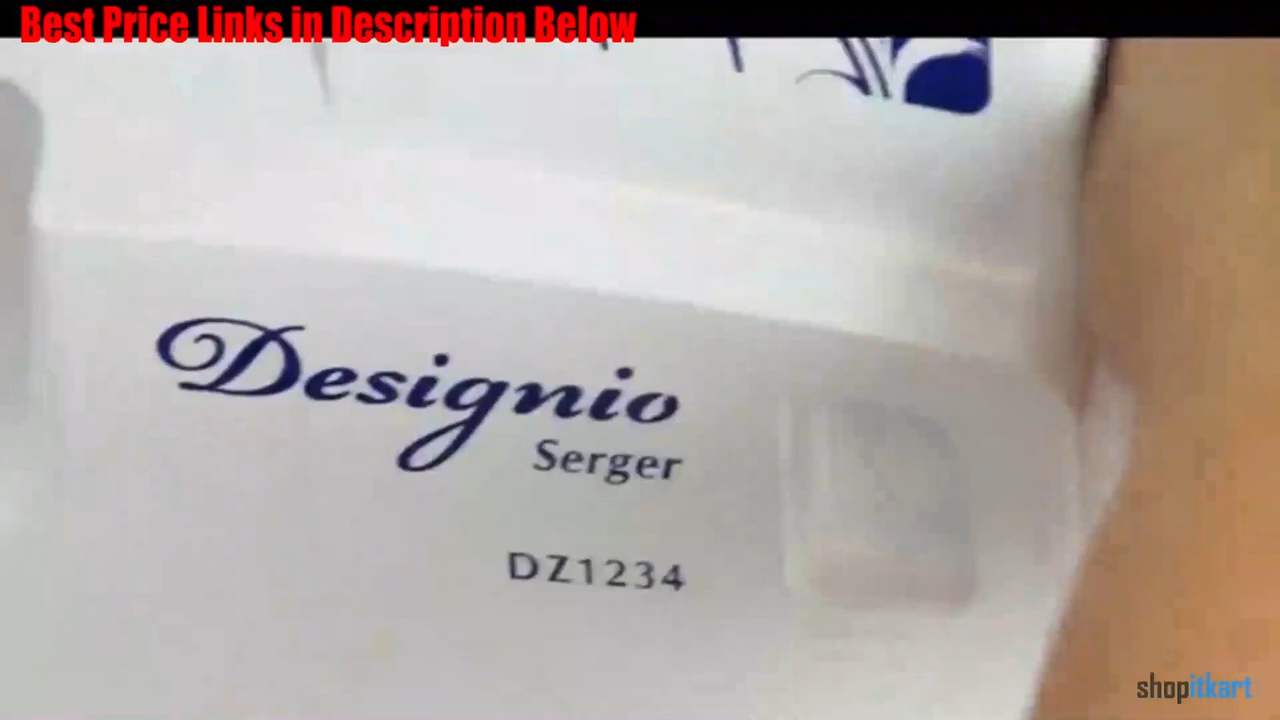 Best Price Links in Description Below
Designio
Serger
DZ1234
shopitkart